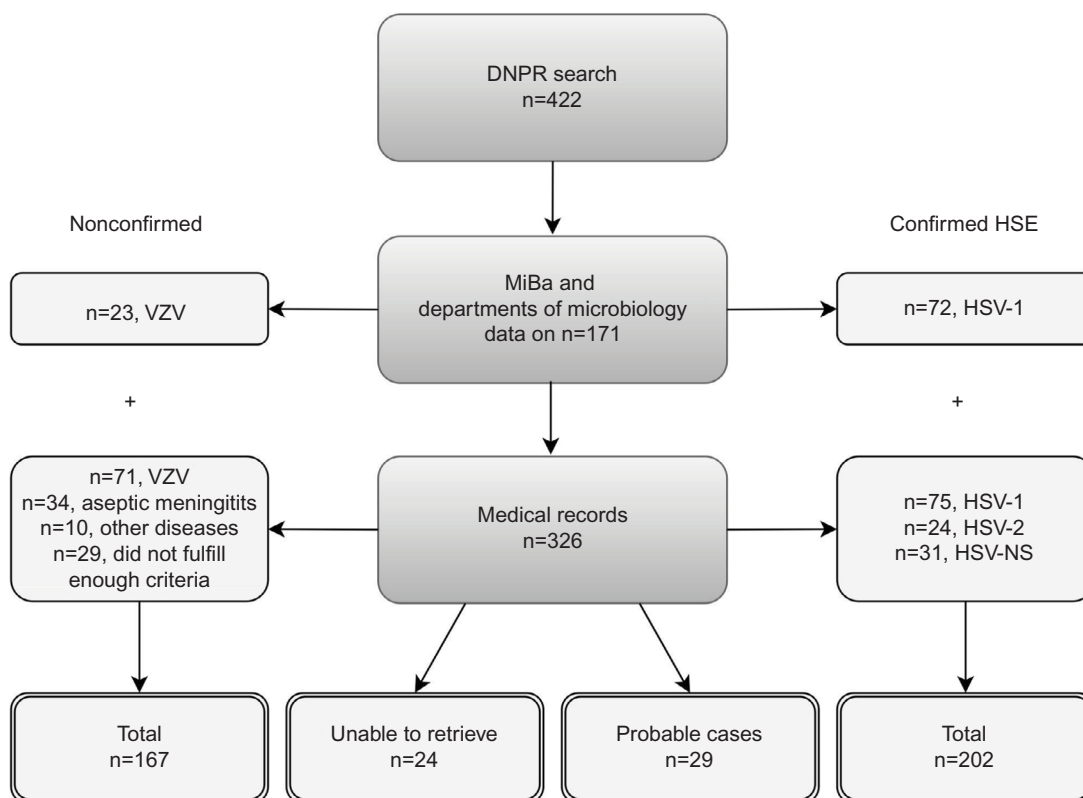 DNPR search
n=422
Nonconfirmed
Confirmed HSE
MiBa and
departments of microbiology
data on n=171
n=23, VZV
n=72, HSV-1
+
+
n=71, VZV
n=34, aseptic meningitits
n=10, other diseases
n=29, did not fulfill
enough criteria
Medical records
n=326
n=75, HSV-1
n=24, HSV-2
n=31, HSV-NS
Total
n=167
Unable to retrieve
n=24
Probable cases
n=29
Total
n=202